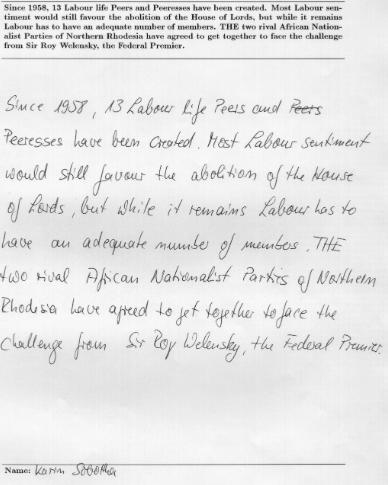 Since 1958, 13 Labour life Peers and Peeresses have been created. Most Labour sen-
timent would still favour the abolition of the House of Lords, but while it remains
Labour has to have an adequate number of members. THE two rival African Nation-
alist Parties of Northern Rhodesia have agreed to get together to face the challenge
from Sir Roy Welensky, the Federal Premier.
Since 1958, 13 Labour life Peers and Peers
Peeresses have been created. Most Labour sentiment
would still favour the abolition of the House
of Lords, but while it remains Labour has to
have an adequate number of members. THE
two rival African Nationalist Parties of Northern
Rhodesia have agreed to get together to face the
challenge from Sir Roy Welensky, the Federal Premier.
Name: Karin Sobotha